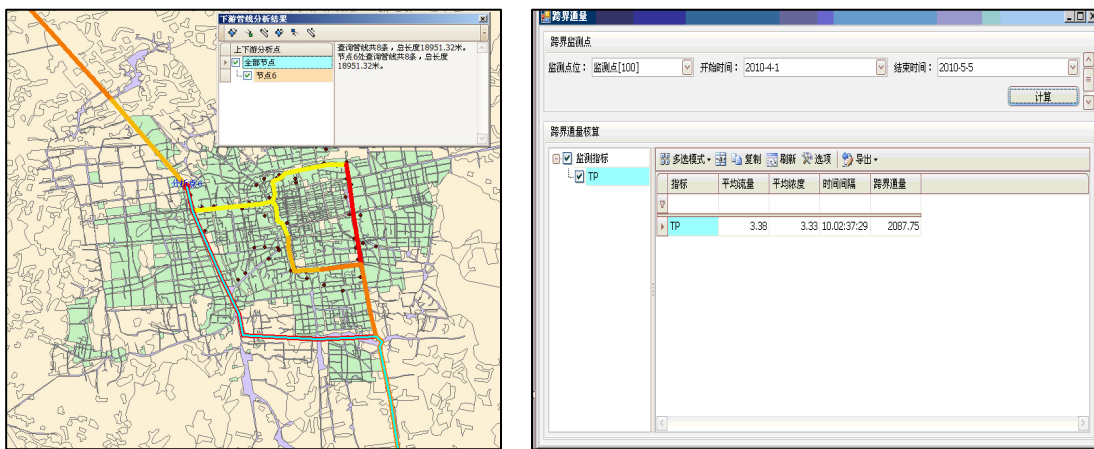 下游管线分析结果
上下游分析点
全部节点
节点6
查询管线共8条，总长度18951.32米。
节点6处查询管线共8条，总长度
18951.32米。
分析点6
跨界通量
跨界监测点
监测点位： 监测点[100] 开始时间： 2010-4-1 结束时间： 2010-5-5
计算
跨界通量核算
监测指标
TP
多选模式 复制 刷新 选项 导出
指标 平均流量 平均浓度 时间间隔 跨界通量
TP 3.38 3.33 10.02:37:29 2087.75